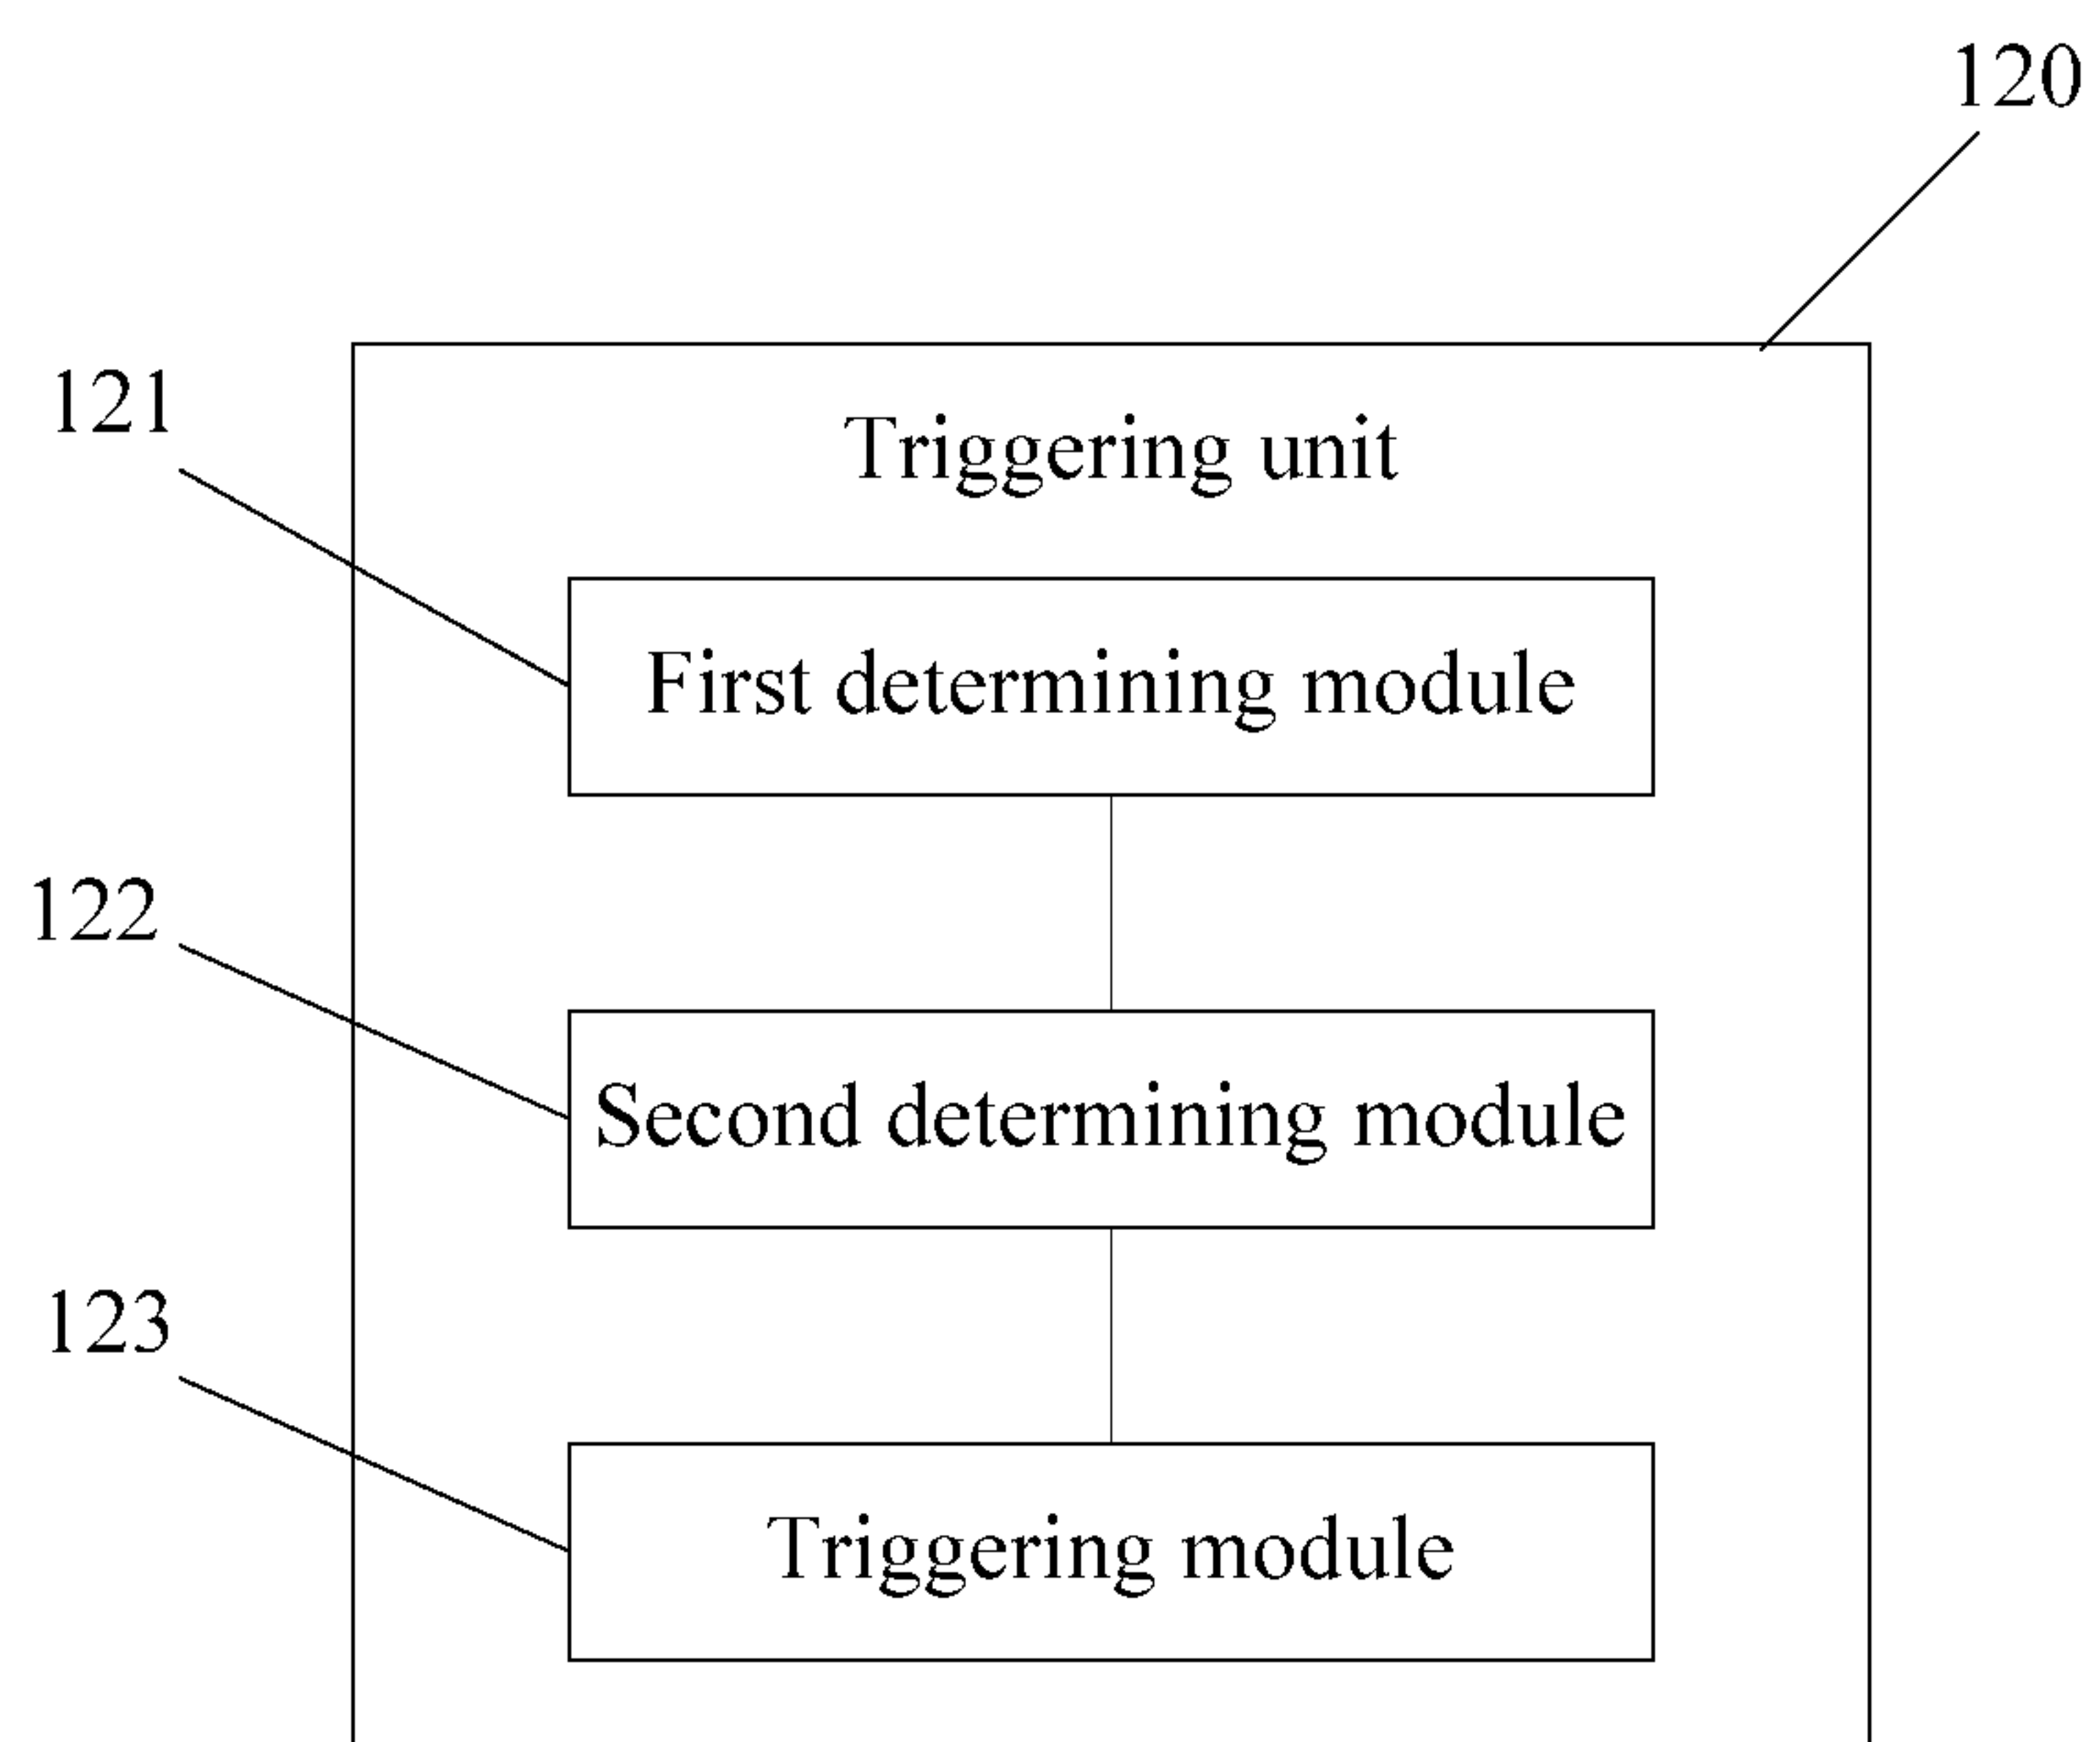 120
121
Triggering unit
First determining module
122
Second determining module
123
Triggering module